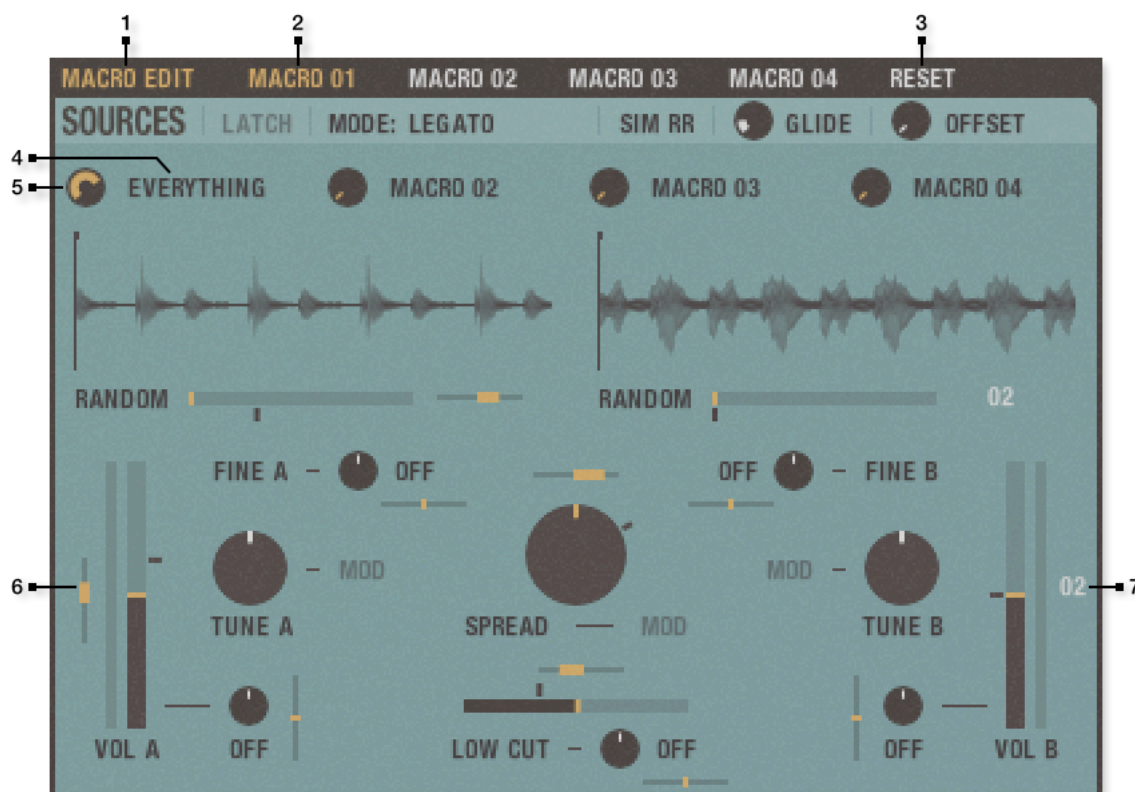 1 2 3
MACRO EDIT MACRO 01 MACRO 02 MACRO 03 MACRO 04 RESET
SOURCES LATCH MODE: LEGATO SIM RR GLIDE OFFSET
4
5 EVERYTHING MACRO 02 MACRO 03 MACRO 04
RANDOM RANDOM 02
FINE A OFF OFF FINE B
MOD MOD
6 02 7
TUNE A SPREAD MOD TUNE B
VOL A OFF LOW CUT OFF OFF VOL B